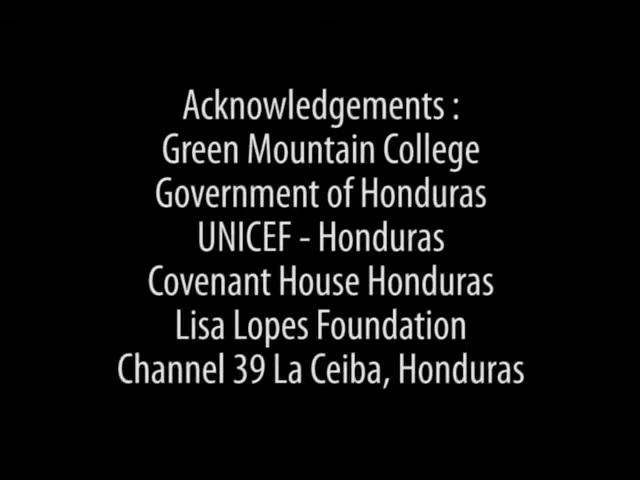 Acknowledgements :
Green Mountain College
Government of Honduras
UNICEF - Honduras
Covenant House Honduras
Lisa Lopes Foundation
Channel 39 La Ceiba, Honduras